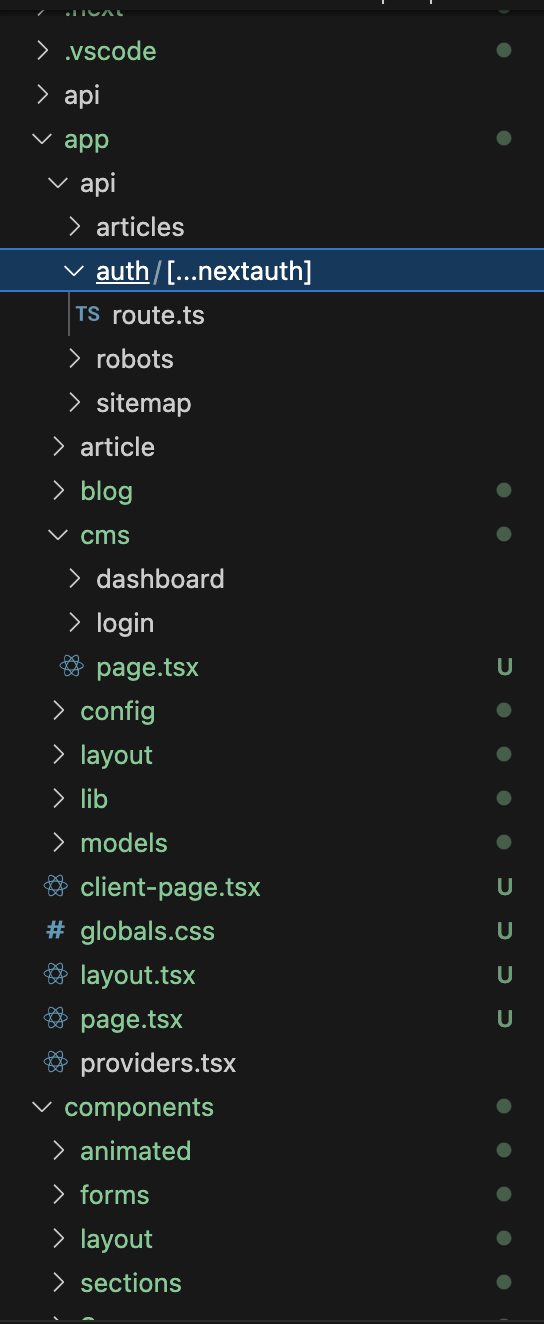 .next
.vscode
api
app
api
articles
auth / [...nextauth]
TS route.ts
robots
sitemap
article
blog
cms
dashboard
login
page.tsx U
config
layout
lib
models
client-page.tsx U
# globals.css U
layout.tsx U
page.tsx U
providers.tsx
components
animated
forms
layout
sections